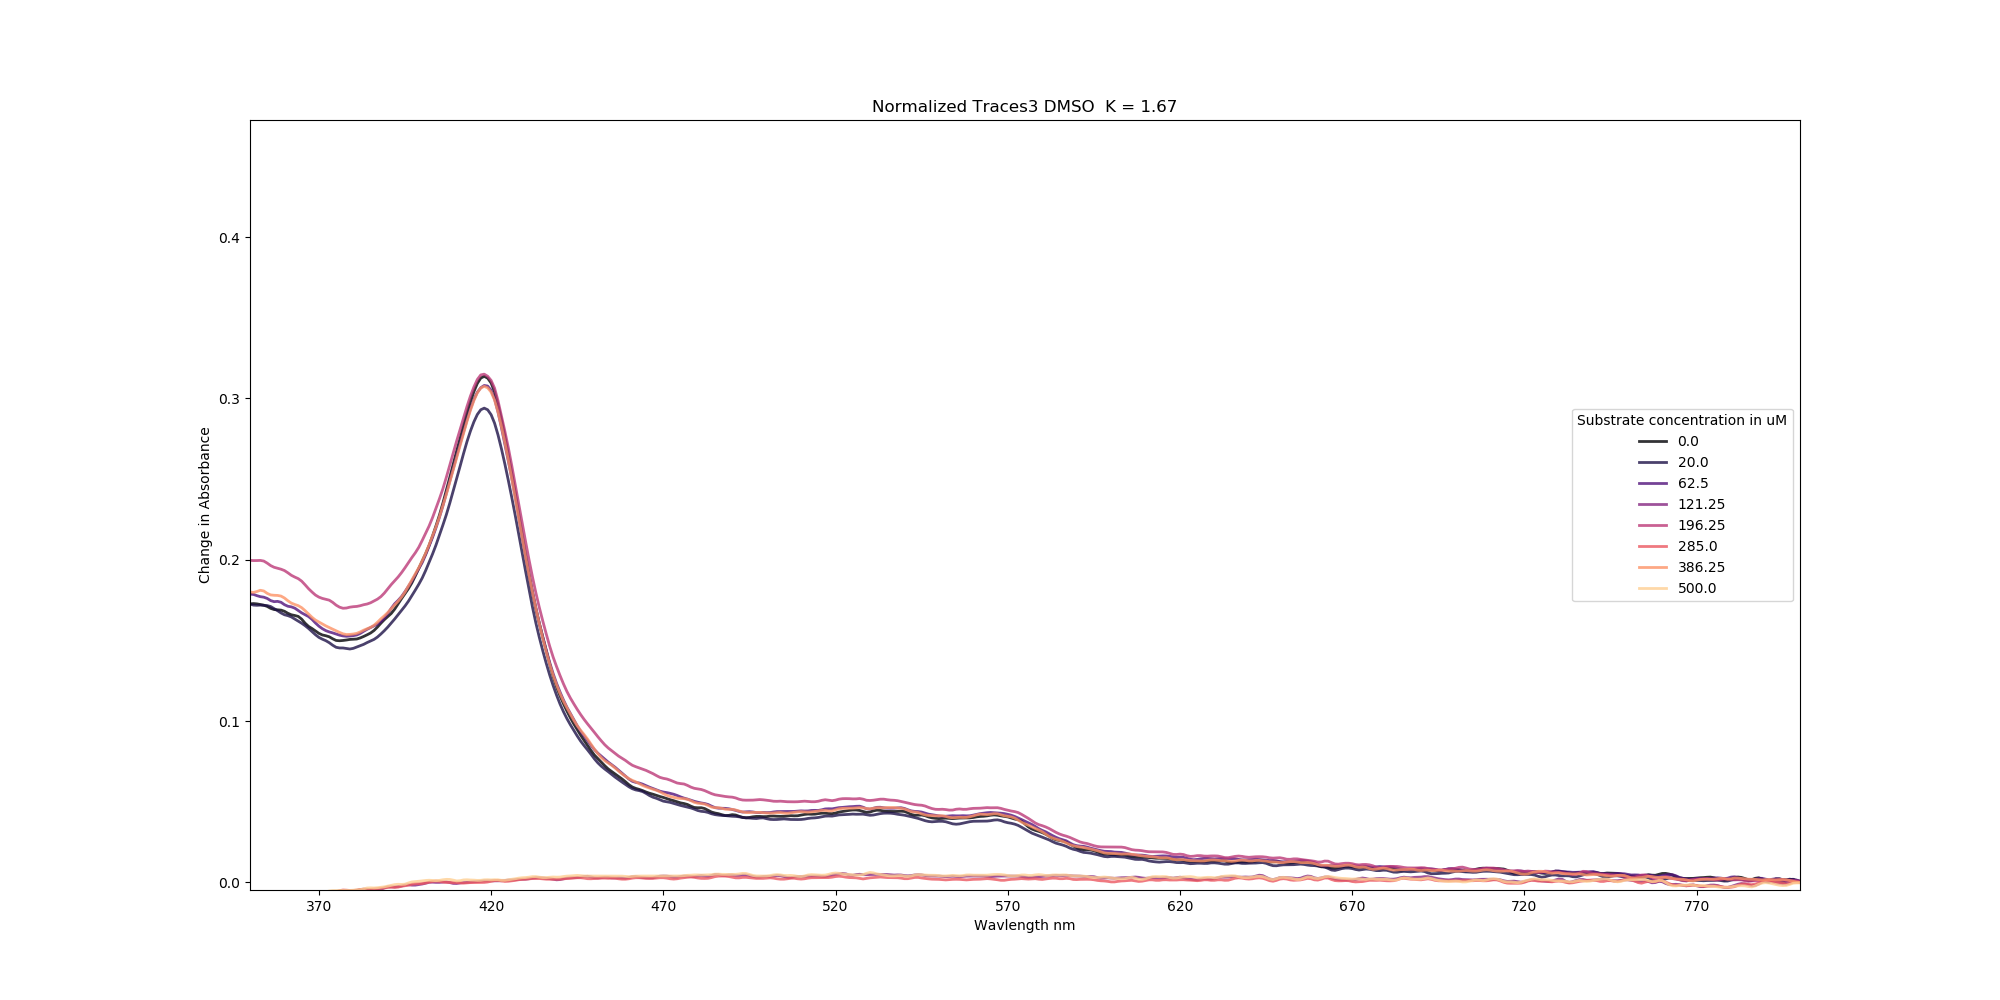 Normalized Traces3 DMSO  K = 1.67
Change in Absorbance
0.4
0.3
0.2
0.1
0.0
Substrate concentration in uM
0.0
20.0
62.5
121.25
196.25
285.0
386.25
500.0
370 420 470 520 570 620 670 720 770
Wavlength nm